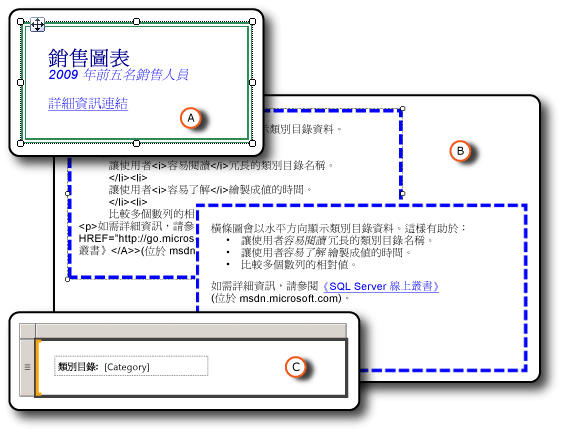 銷售圖表
2009 年前五名銷售人員
詳細資訊連結
A
示類別目錄資料。
讓使用者<i>容易閱讀</i>冗長的類別目錄名稱。
</li><li>
讓使用者<i>容易了解</i>繪製成值的時間。
</li><li>
比較多個數列的相
<p>如需詳細資訊，請參
HREF="http://go.micros
叢書》</A>>(位於 msdn
B
橫條圖會以水平方向顯示類別目錄資料。這樣有助於：
• 讓使用者容易閱讀 冗長的類別目錄名稱。
• 讓使用者容易了解 繪製成值的時間。
• 比較多個數列的相對值。
如需詳細資訊，請參閱《SQL Server 線上叢書》
(位於 msdn.microsoft.com)。
類別目錄: [Category]
C